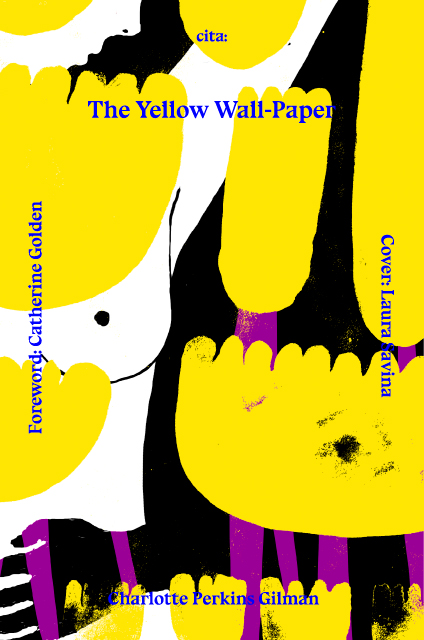 cita:
The Yellow Wall-Paper
Foreword: Catherine Golden
Cover: Laura Savina
Charlotte Perkins Gilman